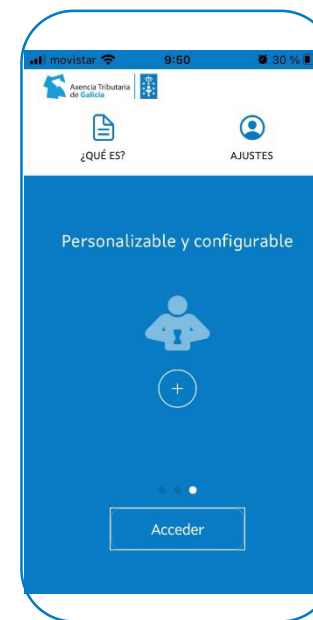 movistar 9:50 30 %
Axencia Tributaria
de Galicia
¿QUÉ ES? AJUSTES
Personalizable y configurable
+
Acceder